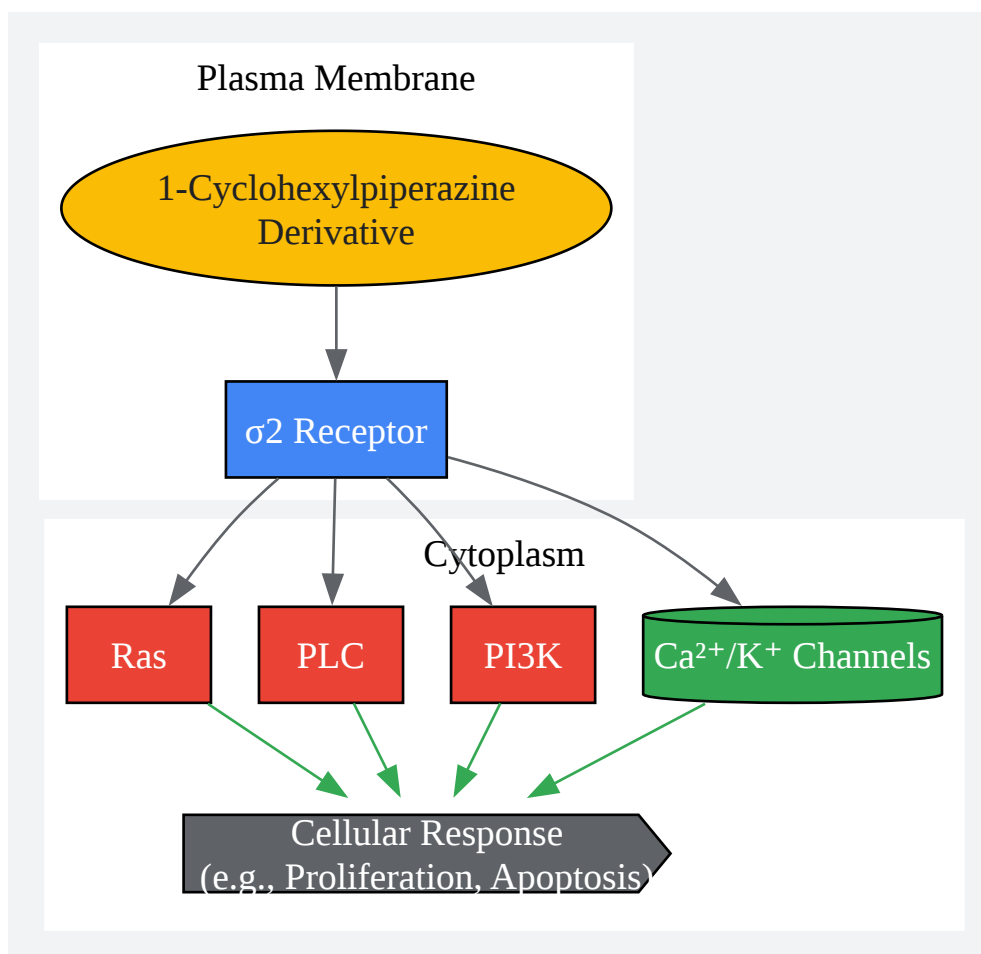 Plasma Membrane
1-Cyclohexylpiperazine
Derivative
σ2 Receptor
Cytoplasm
Ras
PLC
PI3K
Ca²⁺/K⁺ Channels
Cellular Response
(e.g., Proliferation, Apoptosis)